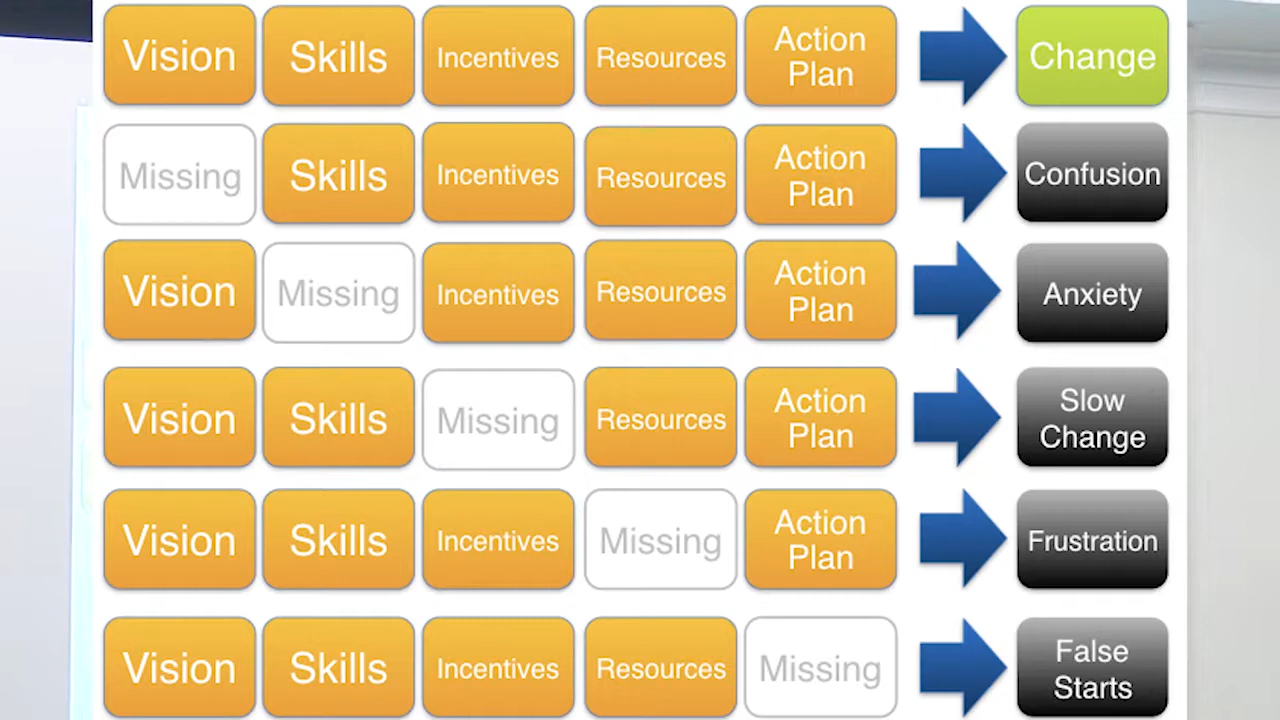 Vision Skills Incentives Resources Action Plan Change
Missing Skills Incentives Resources Action Plan Confusion
Vision Missing Incentives Resources Action Plan Anxiety
Vision Skills Missing Resources Action Plan Slow Change
Vision Skills Incentives Missing Action Plan Frustration
Vision Skills Incentives Resources Missing False Starts